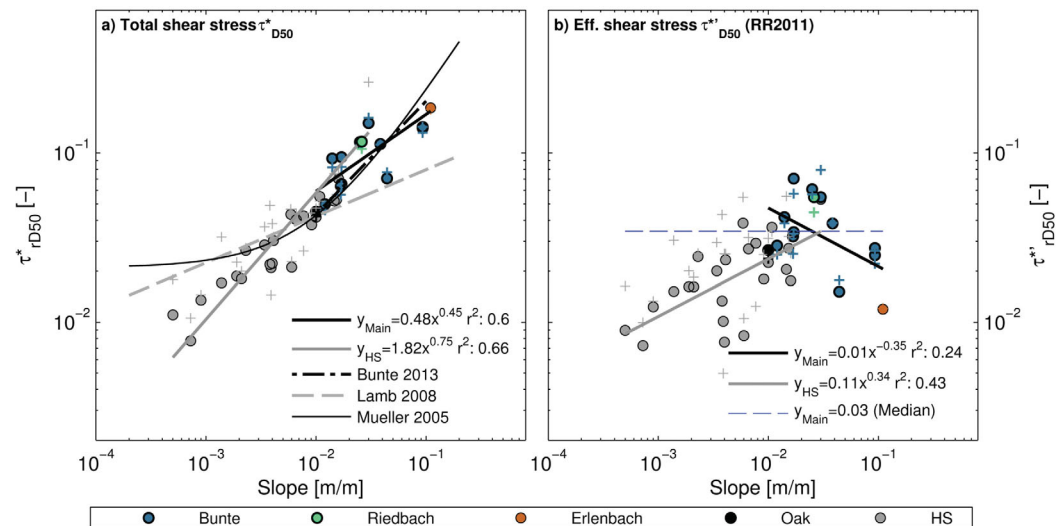 a) Total shear stress τ*D50
b) Eff. shear stress τ*'D50 (RR2011)
τ*rD50 [-]
10⁻¹
10⁻²
yMain=0.48x^0.45 r²: 0.6
yHS=1.82x^0.75 r²: 0.66
Bunte 2013
Lamb 2008
Mueller 2005
10⁻⁴ 10⁻³ 10⁻² 10⁻¹
Slope [m/m]
10⁻¹
10⁻²
τ*'rD50 [-]
yMain=0.01x^−0.35 r²: 0.24
yHS=0.11x^0.34 r²: 0.43
yMain=0.03 (Median)
10⁻⁴ 10⁻³ 10⁻² 10⁻¹
Slope [m/m]
Bunte Riedbach Erlenbach Oak HS